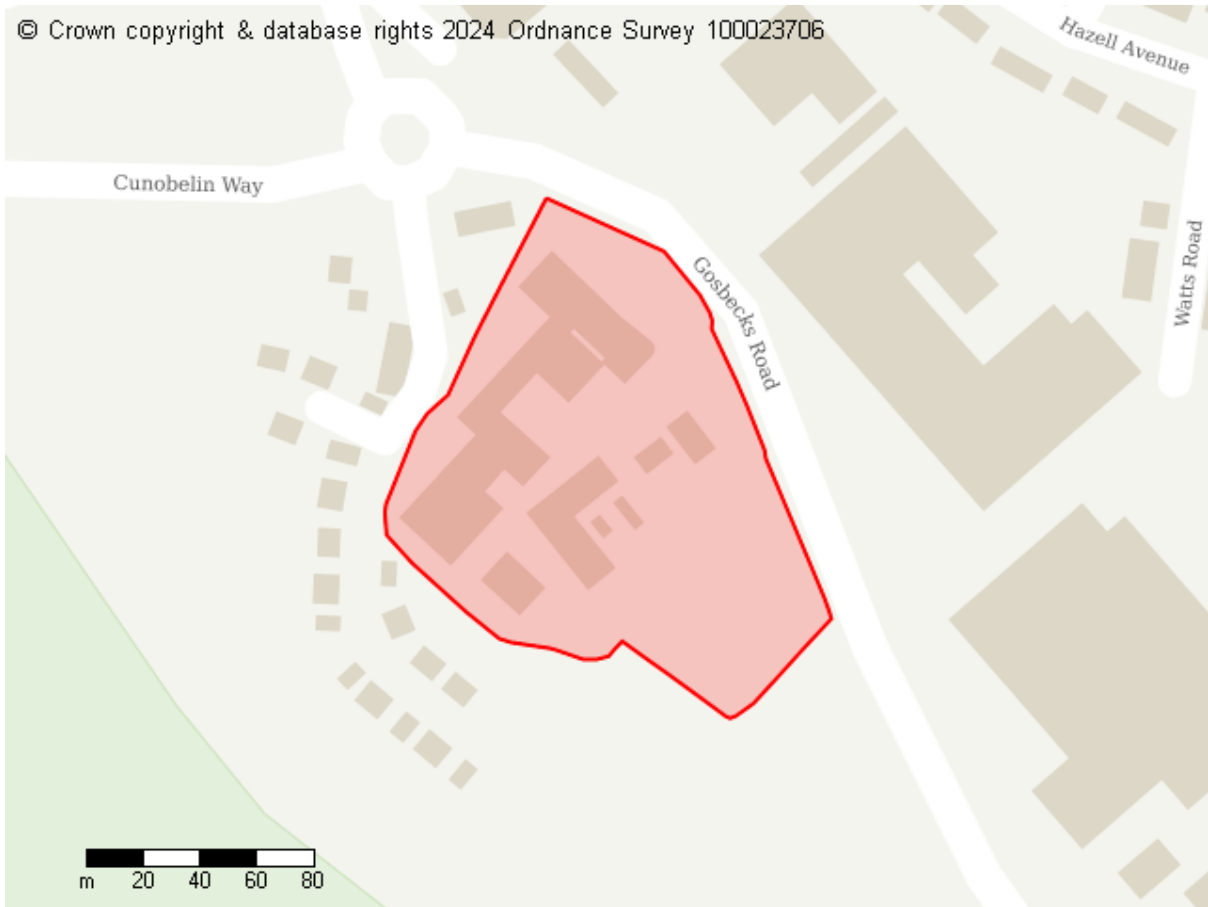 © Crown copyright & database rights 2024 Ordnance Survey 100023706
Hazell Avenue
Cunobelin Way
Watts Road
Gosbecks Road
m 20 40 60 80